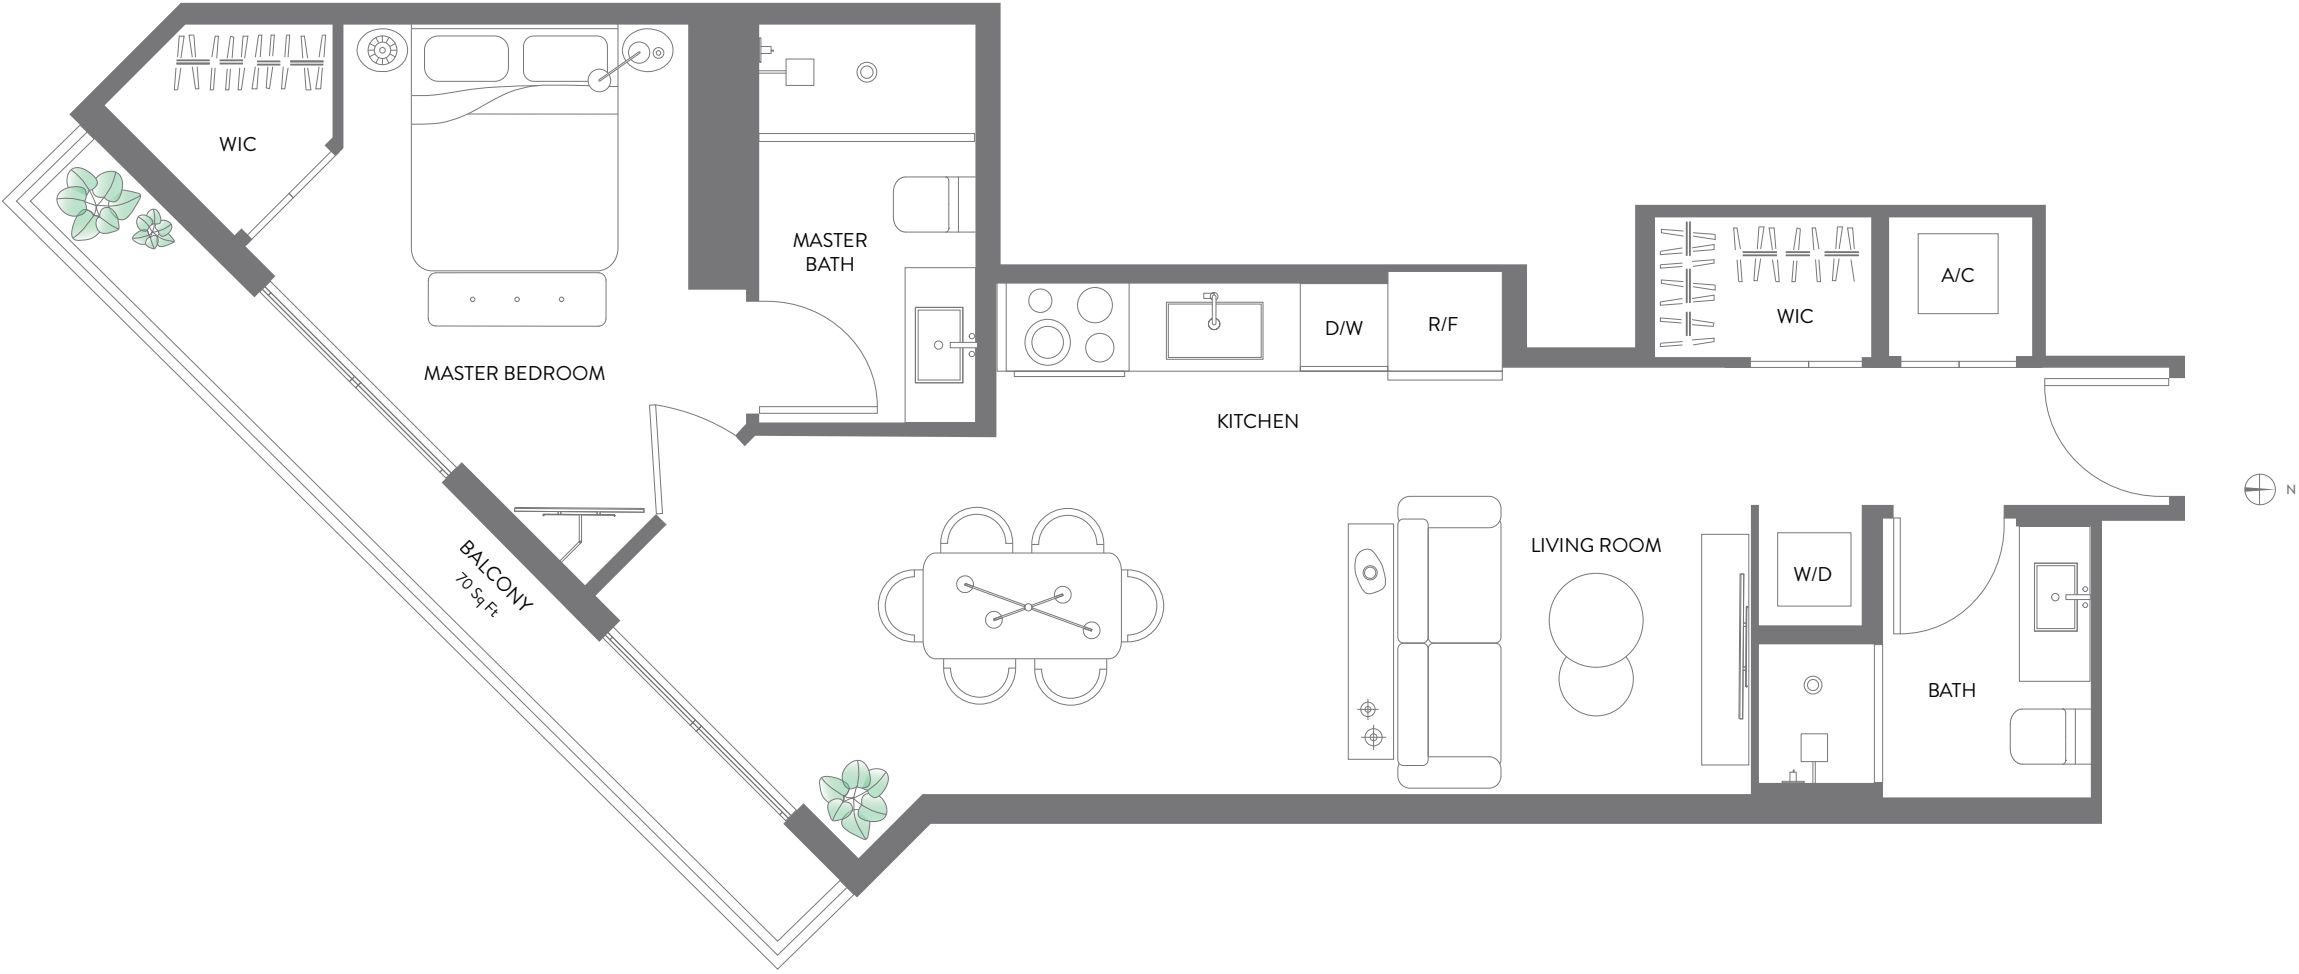 WIC
MASTER
BATH
MASTER BEDROOM
D/W
R/F
KITCHEN
WIC
A/C
N
LIVING ROOM
W/D
BATH
BALCONY
70 Sq Ft